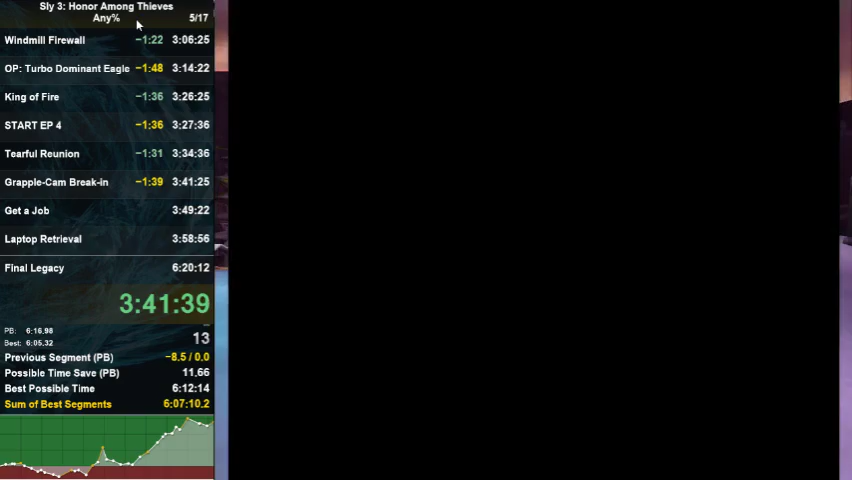 Sly 3: Honor Among Thieves
Any% 5/17
Windmill Firewall −1:22 3:06:25
OP: Turbo Dominant Eagle −1:48 3:14:22
King of Fire −1:36 3:26:25
START EP 4 −1:36 3:27:36
Tearful Reunion −1:31 3:34:36
Grapple-Cam Break-in −1:39 3:41:25
Get a Job 3:49:22
Laptop Retrieval 3:58:56
Final Legacy 6:20:12
3:41:39
PB: 6:16.98 –
Best: 6:05.32 13
Previous Segment (PB) −8.5 / 0.0
Possible Time Save (PB) 11.66
Best Possible Time 6:12:14
Sum of Best Segments 6:07:10.2